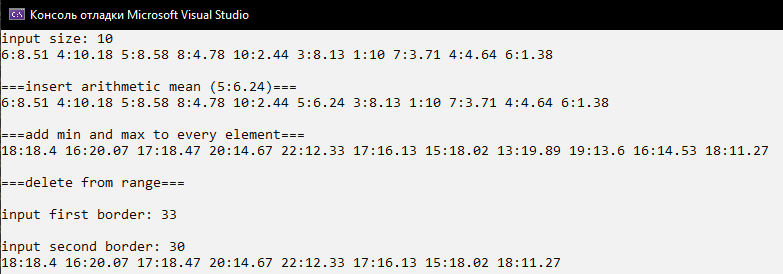 Консоль отладки Microsoft Visual Studio
input size: 10
6:8.51 4:10.18 5:8.58 8:4.78 10:2.44 3:8.13 1:10 7:3.71 4:4.64 6:1.38
===insert arithmetic mean (5:6.24)===
6:8.51 4:10.18 5:8.58 8:4.78 10:2.44 5:6.24 3:8.13 1:10 7:3.71 4:4.64 6:1.38
===add min and max to every element===
18:18.4 16:20.07 17:18.47 20:14.67 22:12.33 17:16.13 15:18.02 13:19.89 19:13.6 16:14.53 18:11.27
===delete from range===
input first border: 33
input second border: 30
18:18.4 16:20.07 17:18.47 20:14.67 22:12.33 17:16.13 15:18.02 18:11.27